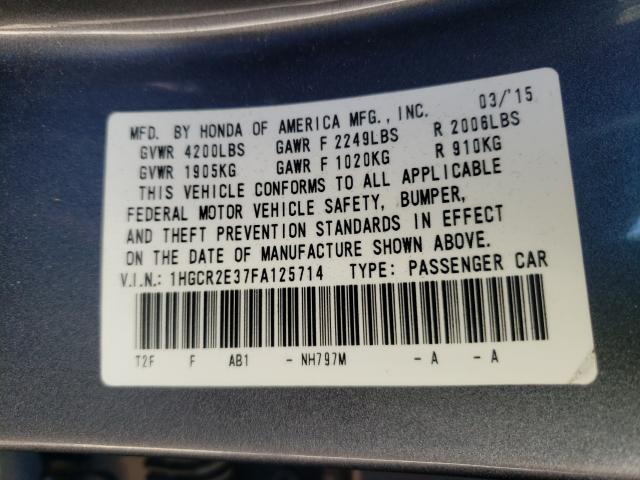 MFD. BY HONDA OF AMERICA MFG., INC. 03/'15
GVWR 4200LBS GAWR F 2249LBS R 2006LBS
GVWR 1905KG GAWR F 1020KG R 910KG
THIS VEHICLE CONFORMS TO ALL APPLICABLE
FEDERAL MOTOR VEHICLE SAFETY, BUMPER,
AND THEFT PREVENTION STANDARDS IN EFFECT
ON THE DATE OF MANUFACTURE SHOWN ABOVE.
V.I.N.: 1HGCR2E37FA125714 TYPE: PASSENGER CAR
T2F F AB1 - NH797M - A - A